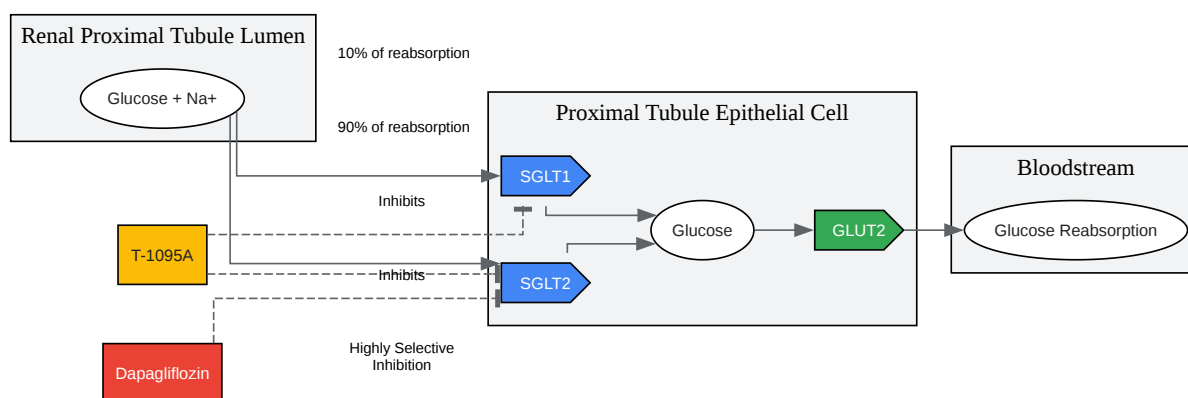 Renal Proximal Tubule Lumen
Glucose + Na+
10% of reabsorption
90% of reabsorption
Proximal Tubule Epithelial Cell
SGLT1
Inhibits
T-1095A
Inhibits
SGLT2
Glucose
GLUT2
Bloodstream
Glucose Reabsorption
Highly Selective
Inhibition
Dapagliflozin